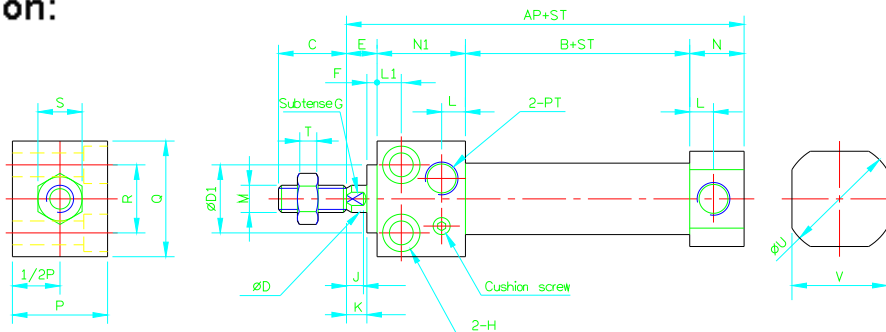 on:
AP+ST
C
E
N1
B+ST
N
F
L1
S
Subtense G
L
2-PT
L
T
R
Q
ØD1
M
ØU
1/2P
ØD
J
Cushion screw
V
P
K
2-H